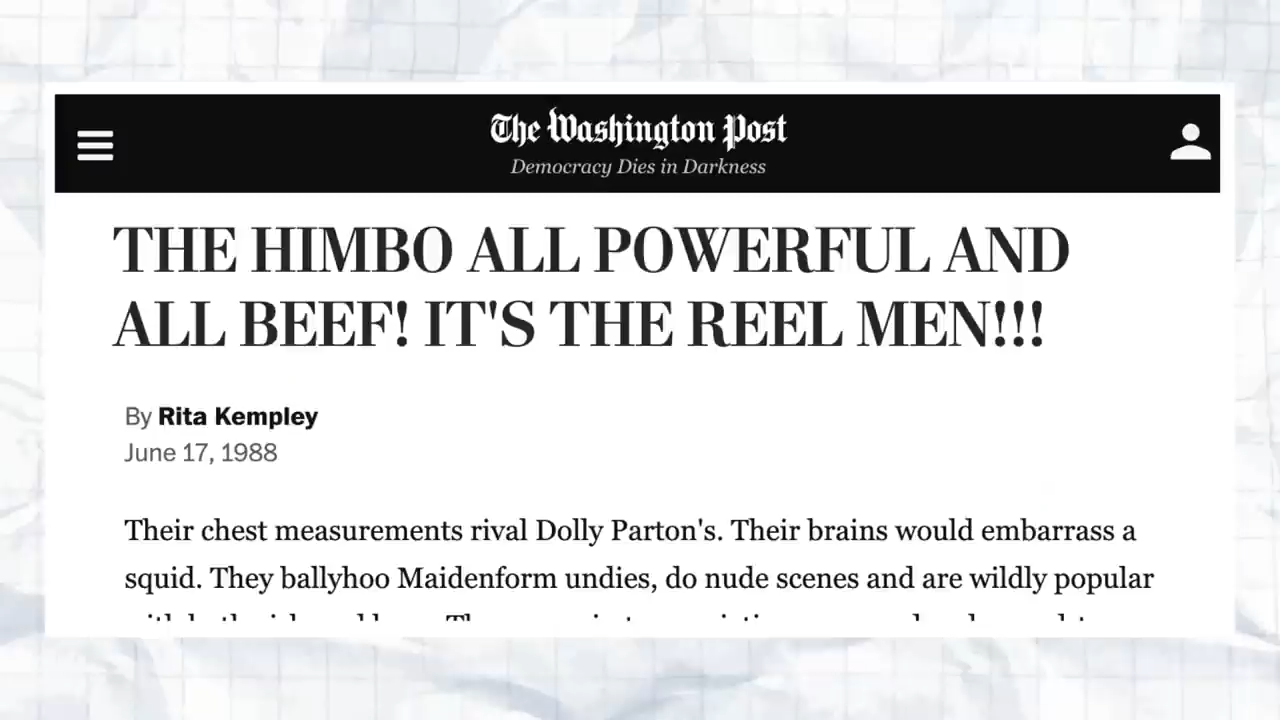 The Washington Post
Democracy Dies in Darkness
THE HIMBO ALL POWERFUL AND
ALL BEEF! IT'S THE REEL MEN!!!
By Rita Kempley
June 17, 1988
Their chest measurements rival Dolly Parton's. Their brains would embarrass a
squid. They ballyhoo Maidenform undies, do nude scenes and are wildly popular